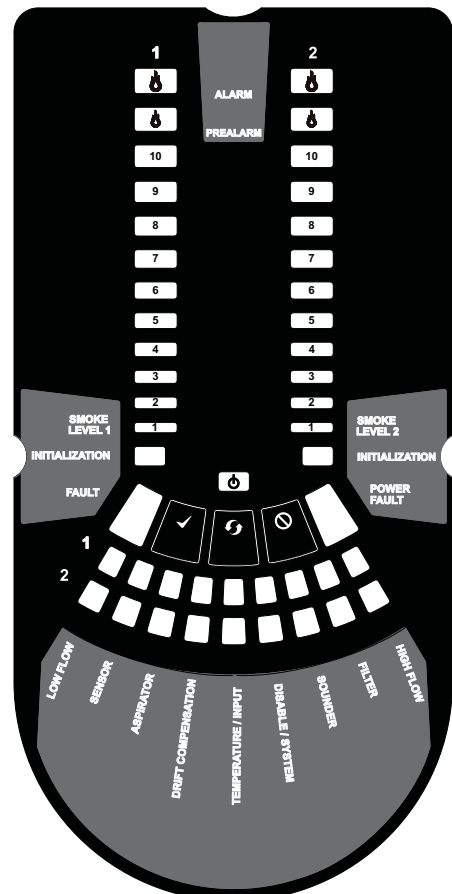 1
2
ALARM
PREALARM
10
10
9
9
8
8
7
7
6
6
5
5
4
4
3
3
2
2
1
1
SMOKE
LEVEL 1
SMOKE
LEVEL 2
INITIALIZATION
INITIALIZATION
FAULT
POWER
FAULT
1
2
LOW FLOW
SENSOR
ASPIRATOR
DRIFT COMPENSATION
TEMPERATURE / INPUT
DISABLE / SYSTEM
SOUNDER
FILTER
HIGH FLOW